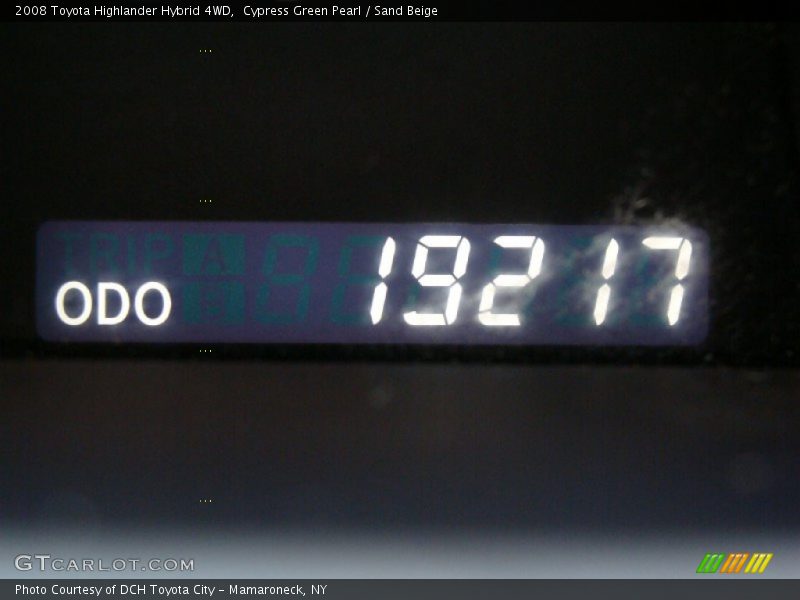 2008 Toyota Highlander Hybrid 4WD,  Cypress Green Pearl / Sand Beige
TRIP A
ODO B 19217
GTCARLOT.COM
Photo Courtesy of DCH Toyota City - Mamaroneck, NY